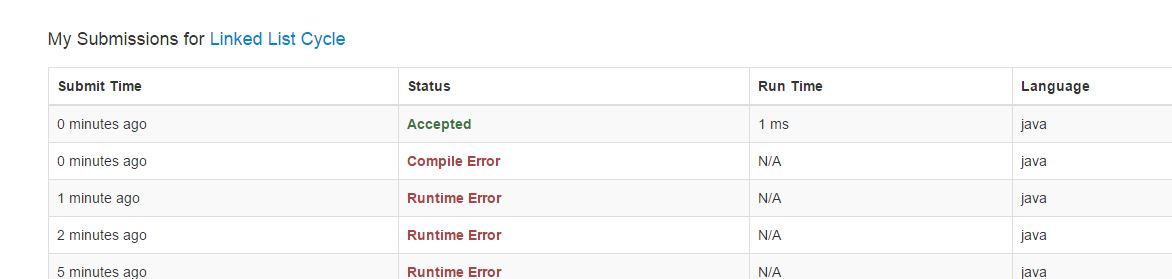 My Submissions for Linked List Cycle
Submit Time Status Run Time Language
0 minutes ago Accepted 1 ms java
0 minutes ago Compile Error N/A java
1 minute ago Runtime Error N/A java
2 minutes ago Runtime Error N/A java
5 minutes ago Runtime Error N/A java